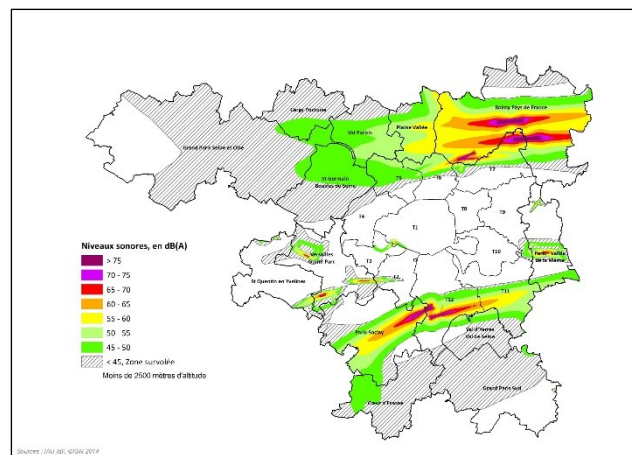 Cergy Pontoise
Roissy Pays de France
Val Parisis
Plaine Vallée
Grand Paris Seine et Oise
St Germain
Boucles de Seine
T5
T6
T7
T4
T1
T8
T9
Niveaux sonores, en dB(A)
> 75
70 - 75
65 - 70
60 - 65
55 - 60
50 - 55
45 - 50
< 45, Zone survolée
Moins de 2500 mètres d'altitude
Versailles
Grand Parc
T3
T10
Paris - Vallée
de la Marne
St Quentin en Yvelines
T2
T11
T12
Paris-Saclay
Val d'Yerres
Val de Seine
Cœur d'Essonne
Grand Paris Sud
Sources : IAU îdF, ©IGN 2014